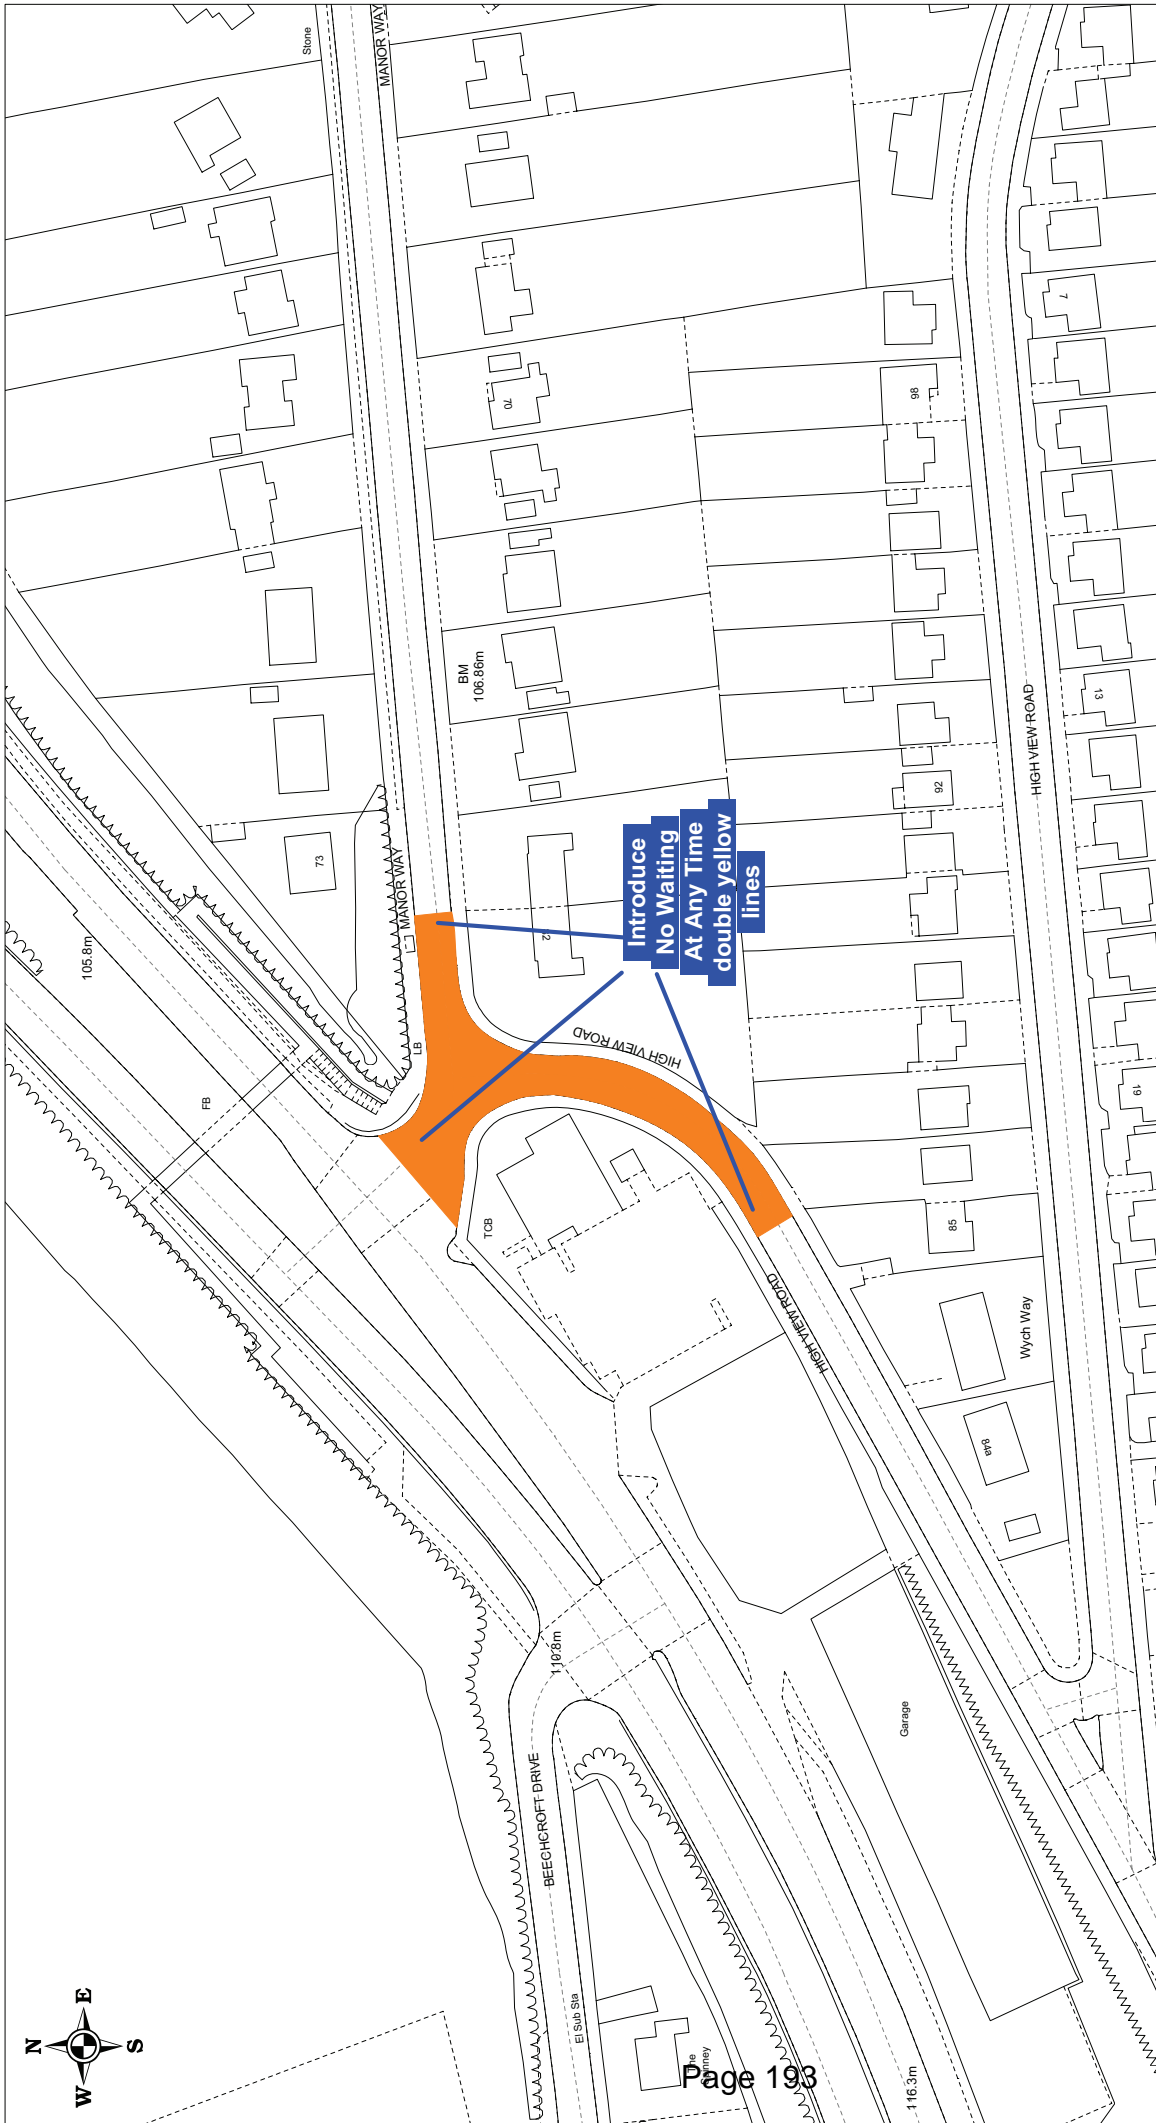 Stone
MANOR WAY
7
70
98
BM
106.86m
HIGH VIEW ROAD
13
92
73
MANOR WAY
Introduce
No Waiting
At Any Time
double yellow
lines
105.8m
LB
HIGH VIEW ROAD
FB
19
TCB
85
HIGH VIEW ROAD
Wych Way
84a
110.8m
Garage
BEECHCROFT DRIVE
El Sub Sta
The
116.3m
N
E
S
W
Page 193